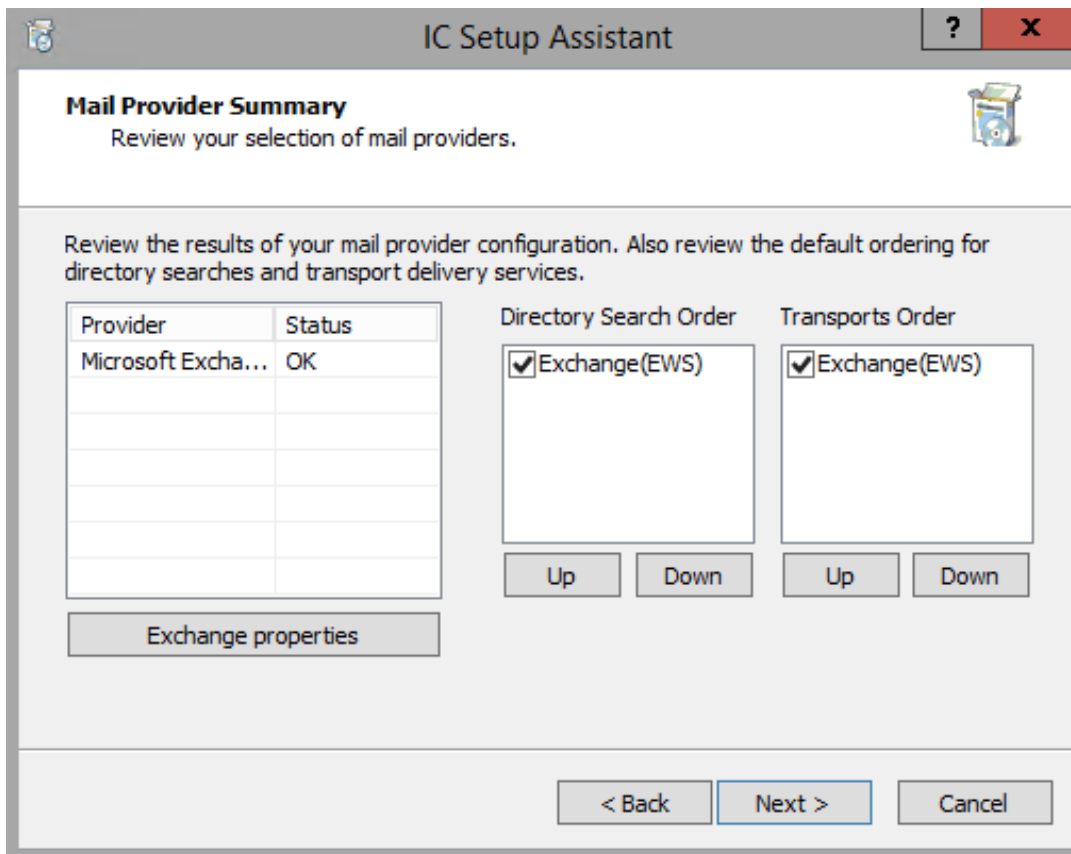 IC Setup Assistant
?
x
Mail Provider Summary
Review your selection of mail providers.
Review the results of your mail provider configuration. Also review the default ordering for
directory searches and transport delivery services.
Provider Status
Microsoft Excha... OK
Exchange properties
Directory Search Order
Exchange(EWS)
Up Down
Transports Order
Exchange(EWS)
Up Down
< Back Next > Cancel